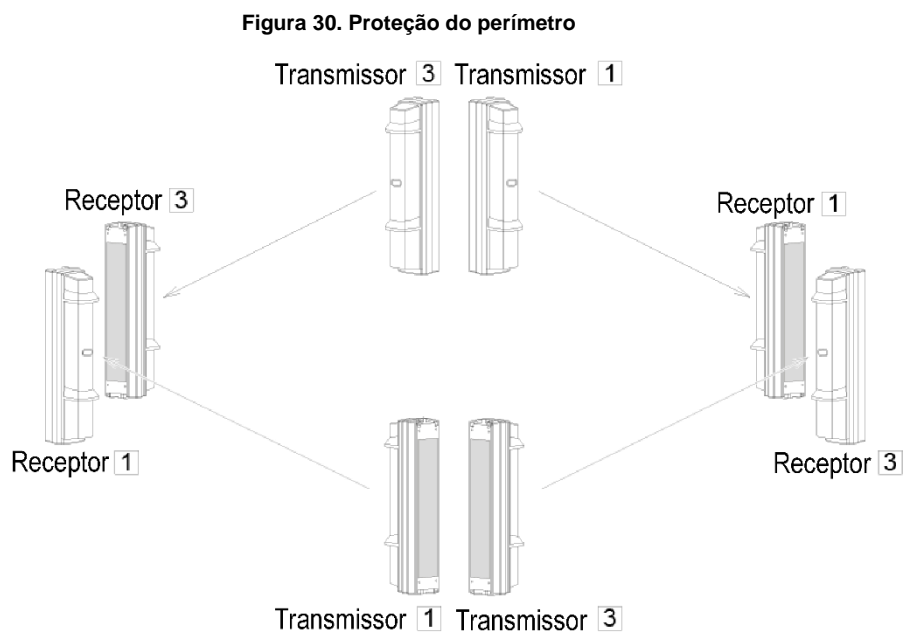 Figura 30. Proteção do perímetro
Transmissor 3 Transmissor 1
Receptor 3
Receptor 1
Receptor 1
Receptor 3
Transmissor 1 Transmissor 3